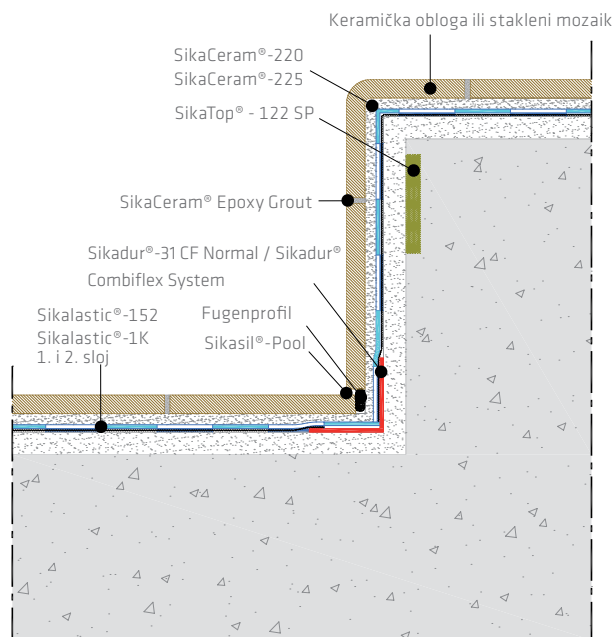 Keramička obloga ili stakleni mozaik
SikaCeram®-220
SikaCeram®-225
SikaTop® - 122 SP
SikaCeram® Epoxy Grout
Sikadur®-31 CF Normal / Sikadur®
Combiflex System
Fugenprofil
Sikasil®-Pool
Sikalastic®-152
Sikalastic®-1K
1. i 2. sloj